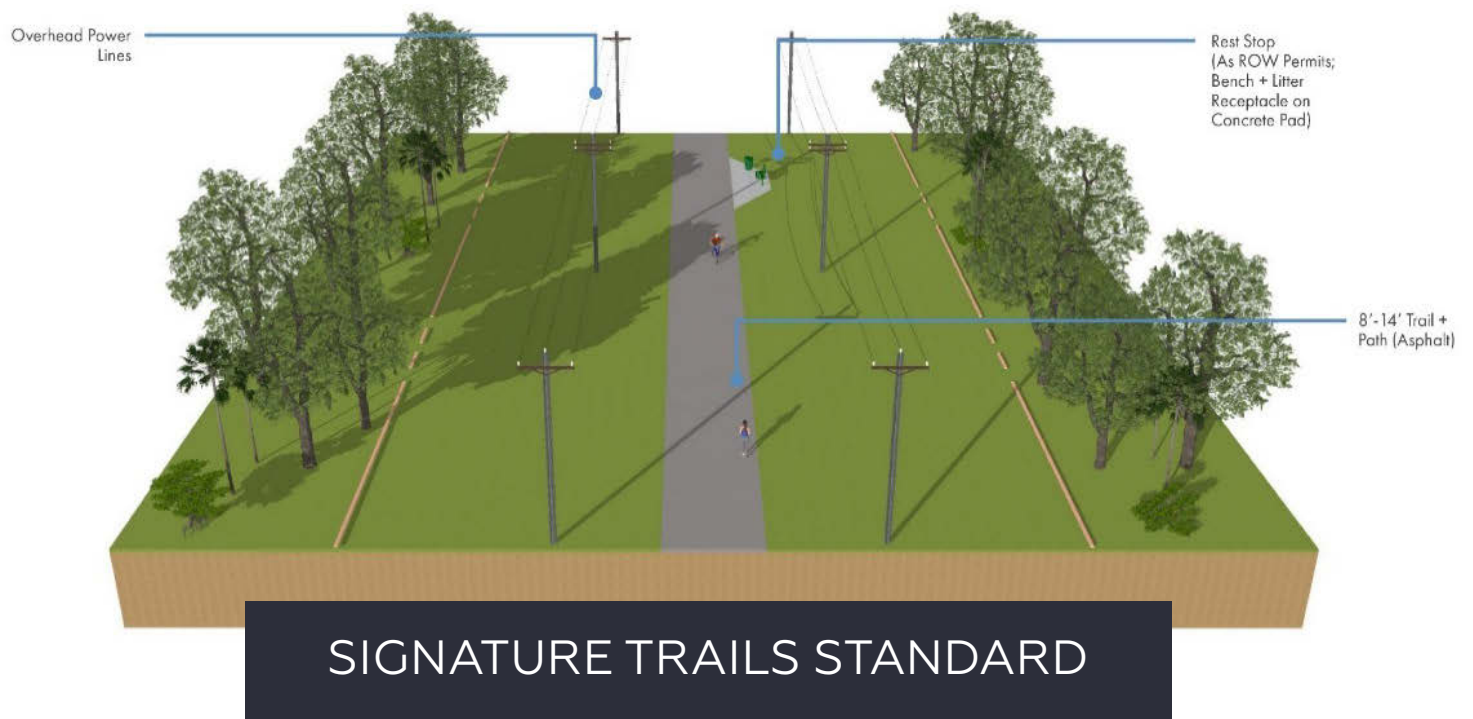 Overhead Power
Lines
Rest Stop
(As ROW Permits;
Bench + Litter
Receptacle on
Concrete Pad)
8’-14’ Trail +
Path (Asphalt)
SIGNATURE TRAILS STANDARD